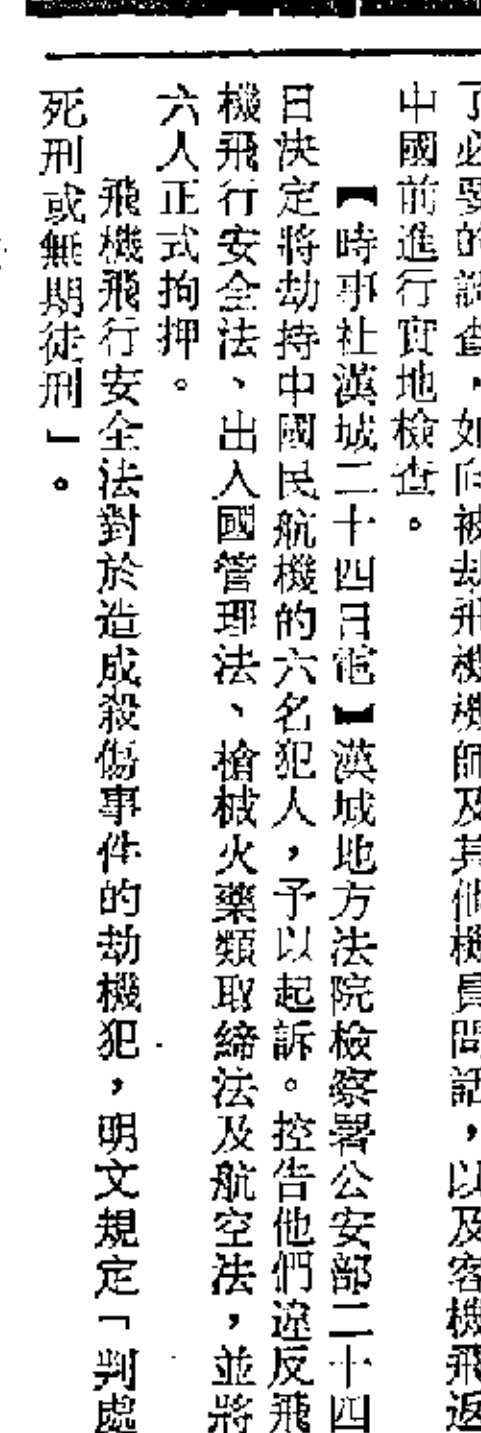 了必要的調查，如向被劫飛機機師及其他機員問話，以及客機飛返
中國前進行實地檢查。
【時事社漢城二十四日電】漢城地方法院檢察署公安部二十四
日決定將劫持中國民航機的六名犯人，予以起訴。控告他們違反飛
機飛行安全法、出入國管理法、槍械火藥類取締法及航空法，並將
六人正式拘押。
飛機飛行安全法對於造成殺傷事件的劫機犯，明文規定「判處
死刑或無期徒刑」。